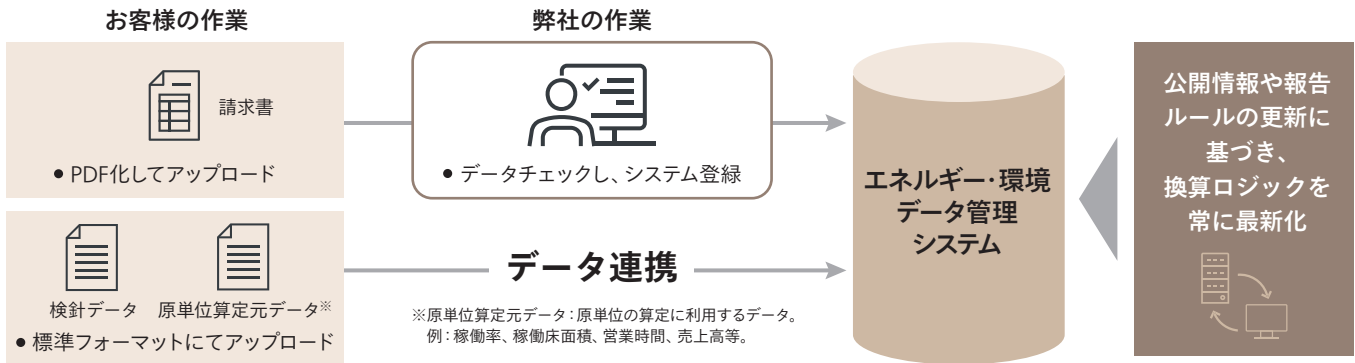 お客様の作業
請求書
● PDF化してアップロード
検針データ 原単位算定元データ※
● 標準フォーマットにてアップロード
弊社の作業
● データチェックし、システム登録
データ連携
※原単位算定元データ：原単位の算定に利用するデータ。
例：稼働率、稼働床面積、営業時間、売上高等。
エネルギー・環境
データ管理
システム
公開情報や報告
ルールの更新に
基づき、
換算ロジックを
常に最新化